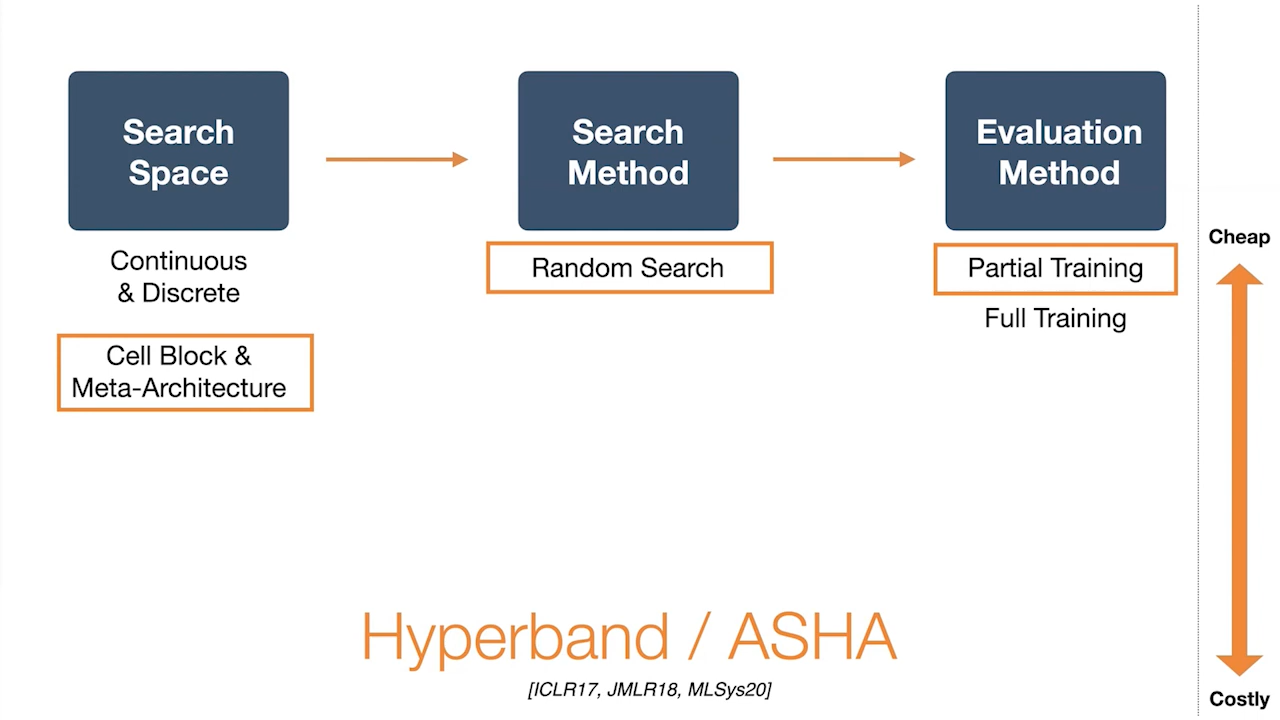 Search
Space
Search
Method
Evaluation
Method
Continuous
& Discrete
Cell Block &
Meta-Architecture
Random Search
Partial Training
Full Training
Cheap
Costly
Hyperband / ASHA
[ICLR17, JMLR18, MLSys20]